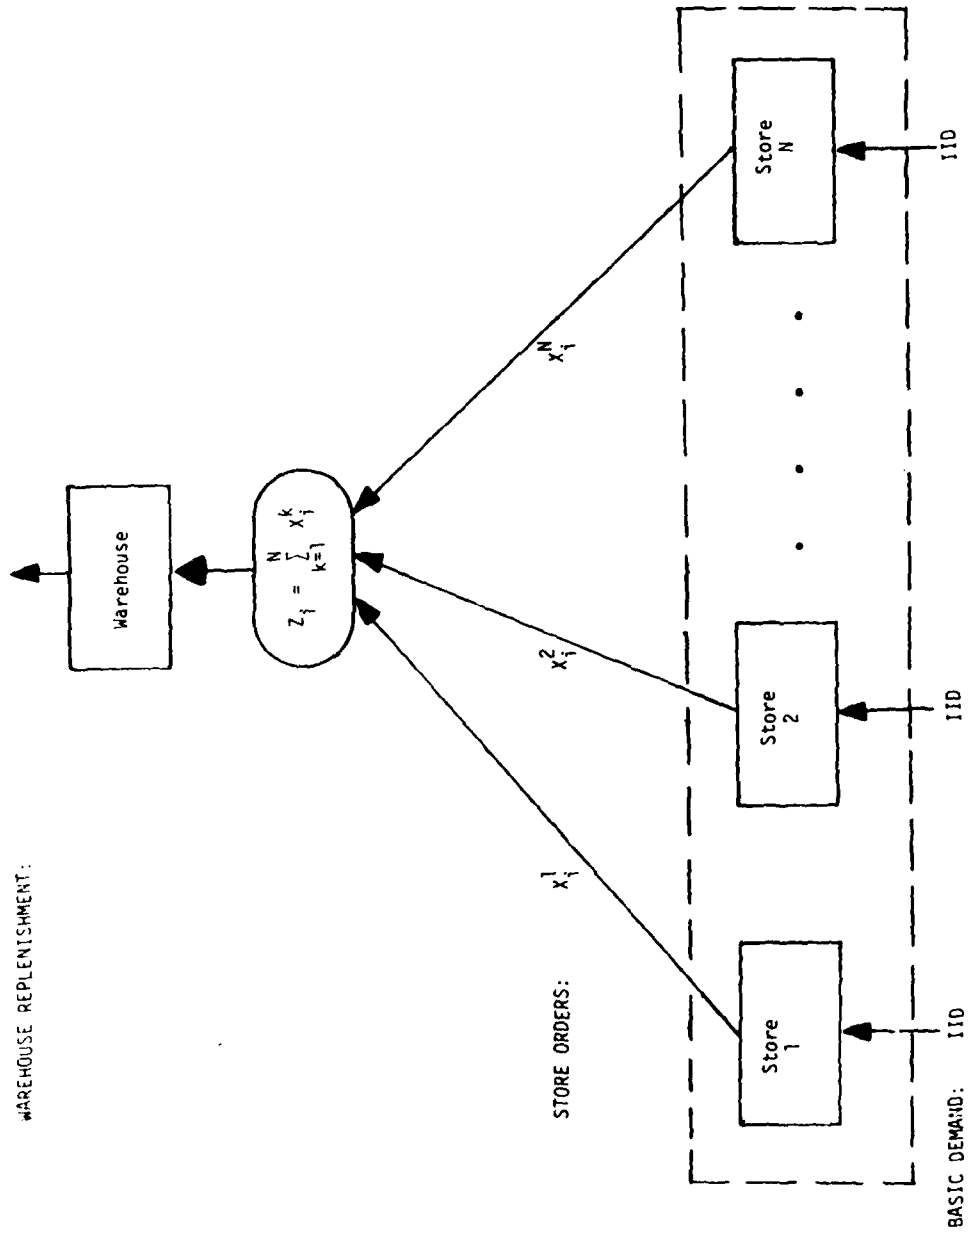 WAREHOUSE REPLENISHMENT:
Warehouse
Z_i = \sum_{k=1}^{N} X_i^k
STORE ORDERS:
X_i^1
X_i^2
X_i^N
Store
1
Store
2
. . . .
Store
N
BASIC DEMAND:
IID
IID
IID